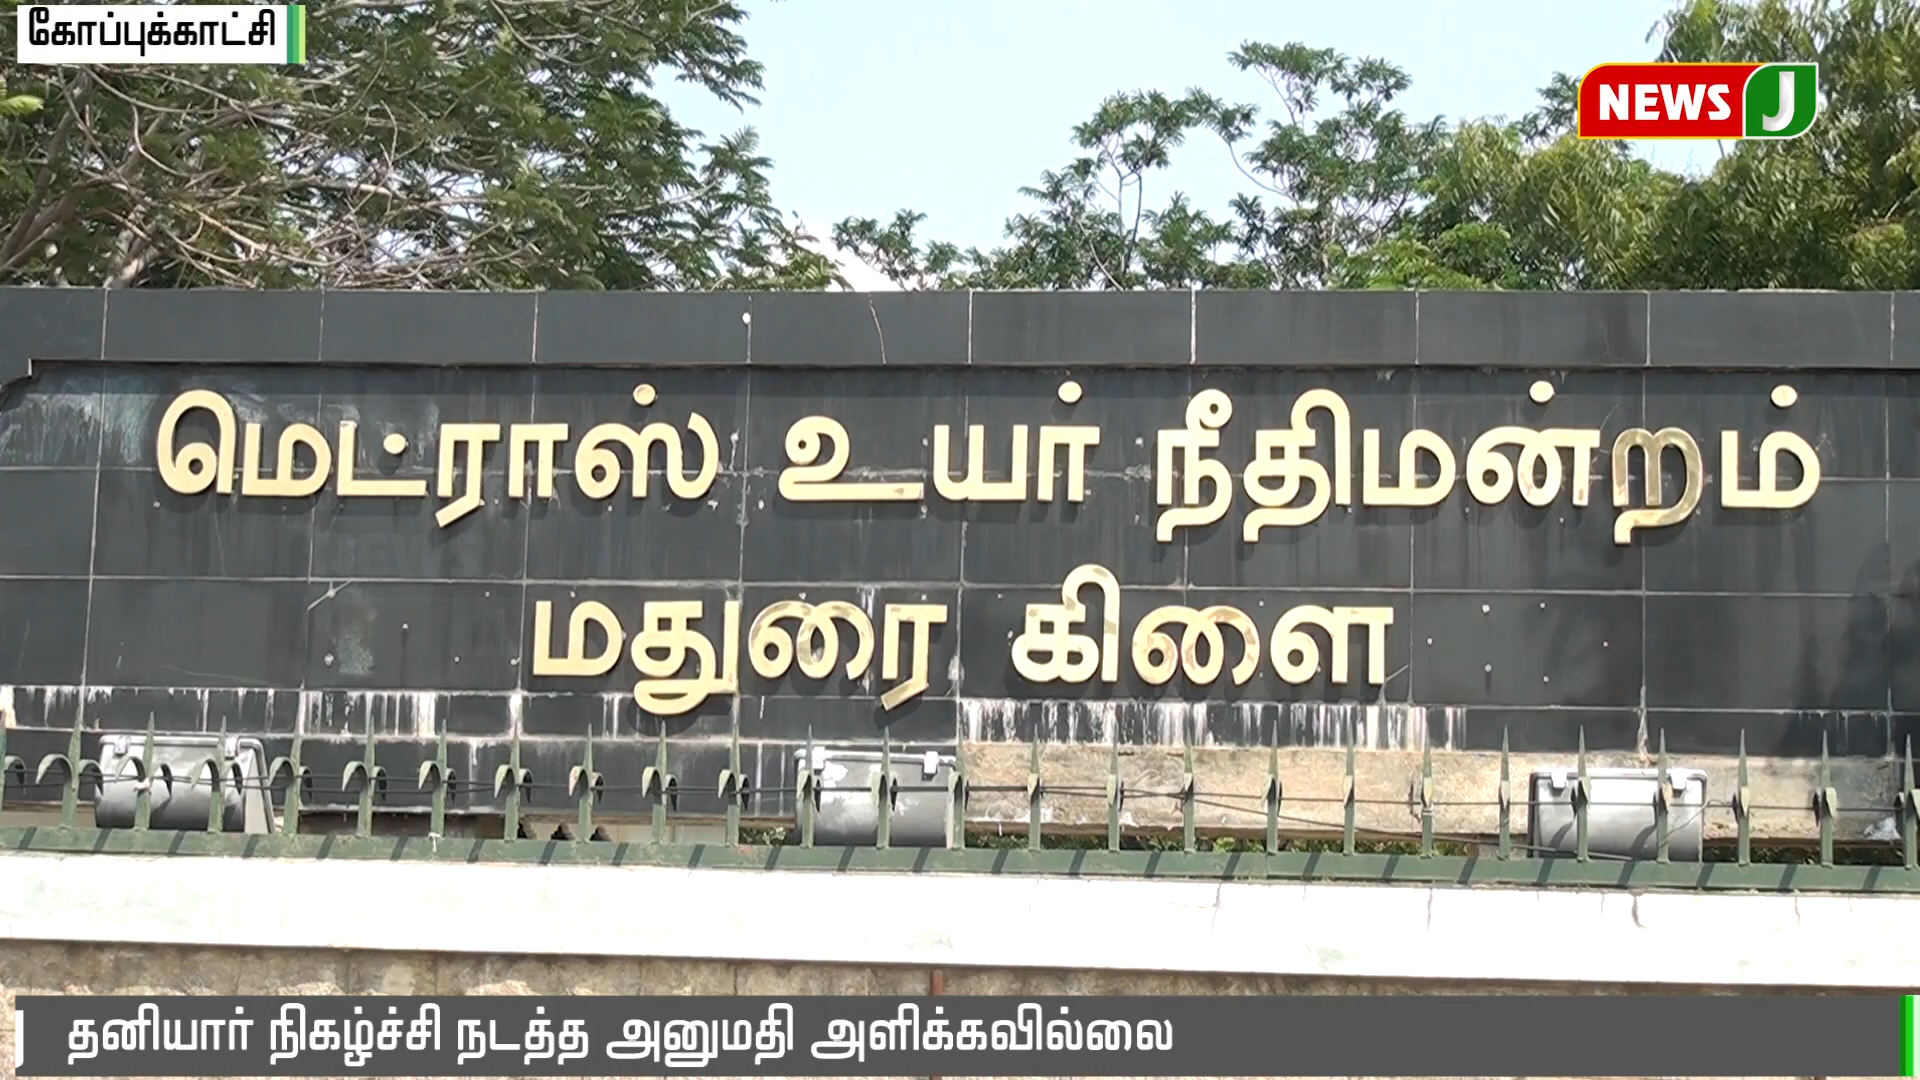 கோப்புக்காட்சி
NEWS J
மெட்ராஸ் உயர் நீதிமன்றம்
மதுரை கிளை
தனியார் நிகழ்ச்சி நடத்த அனுமதி அளிக்கவில்லை